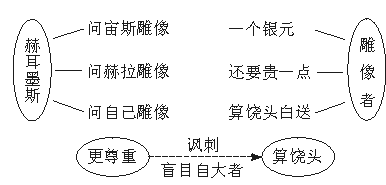 赫耳墨斯
问宙斯雕像
问赫拉雕像
问自己雕像
一个银元
还要贵一点
算饶头白送
雕像者
更尊重
讽刺
盲目自大者
算饶头